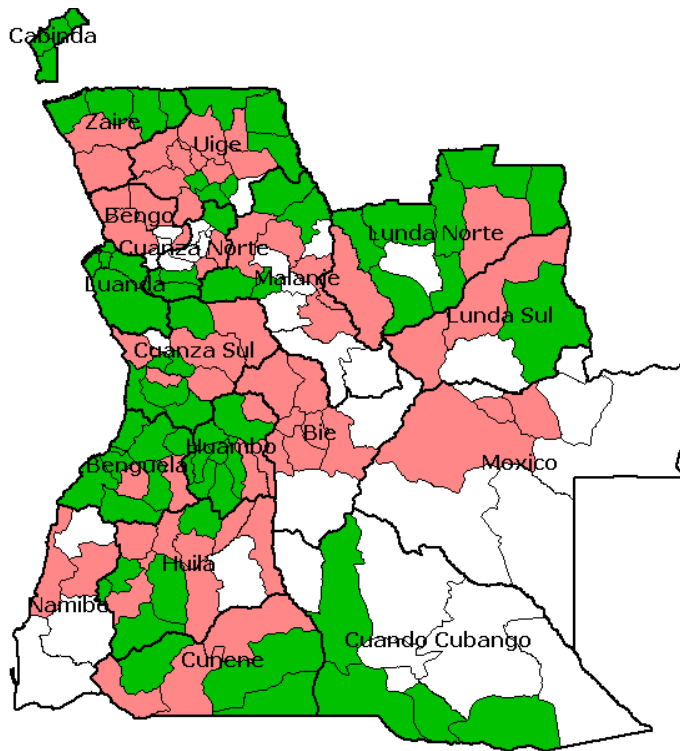 Cabinda
Zaire
Uige
Bengo
Cuanza Norte
Lunda Norte
Luanda
Malanje
Lunda Sul
Cuanza Sul
Huambo
Bie
Benguela
Moxico
Huila
Namibe
Cuando Cubango
Cunene